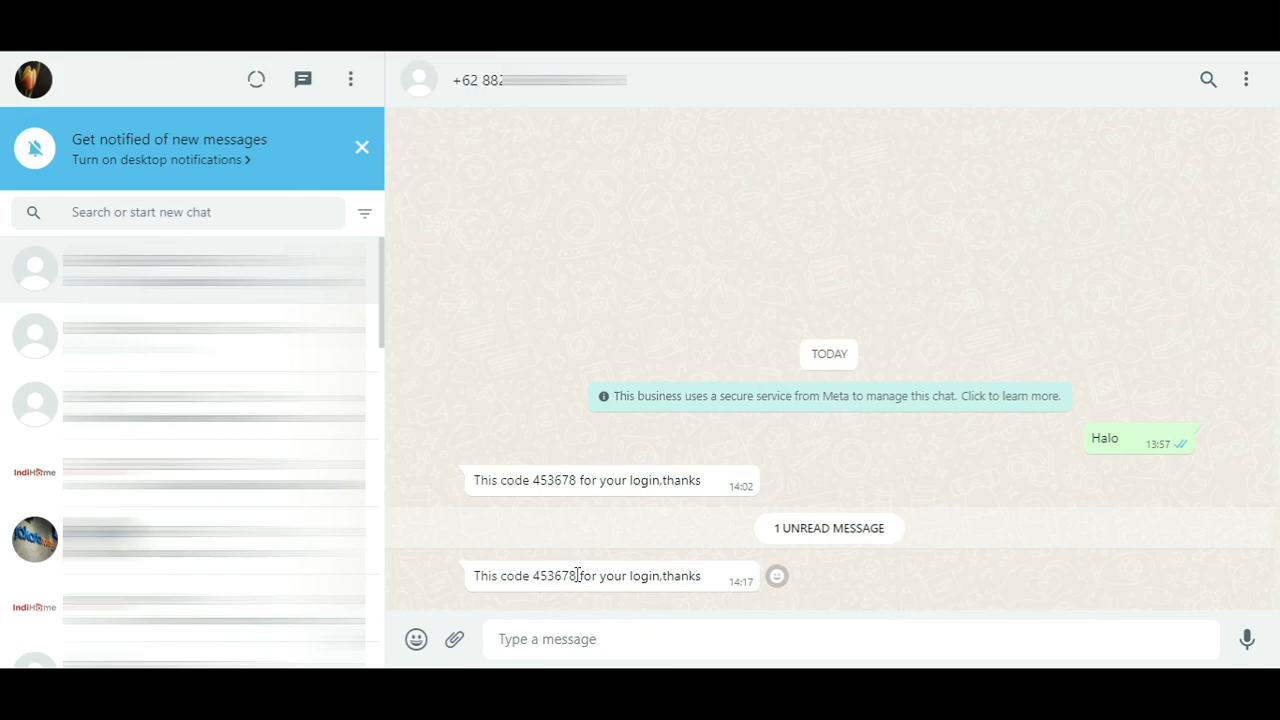 +62 882
Get notified of new messages
Turn on desktop notifications >
Search or start new chat
IndiHome
IndiHome
TODAY
This business uses a secure service from Meta to manage this chat. Click to learn more.
Halo 13:57
This code 453678 for your login,thanks 14:02
1 UNREAD MESSAGE
This code 453678 for your login,thanks 14:17
Type a message